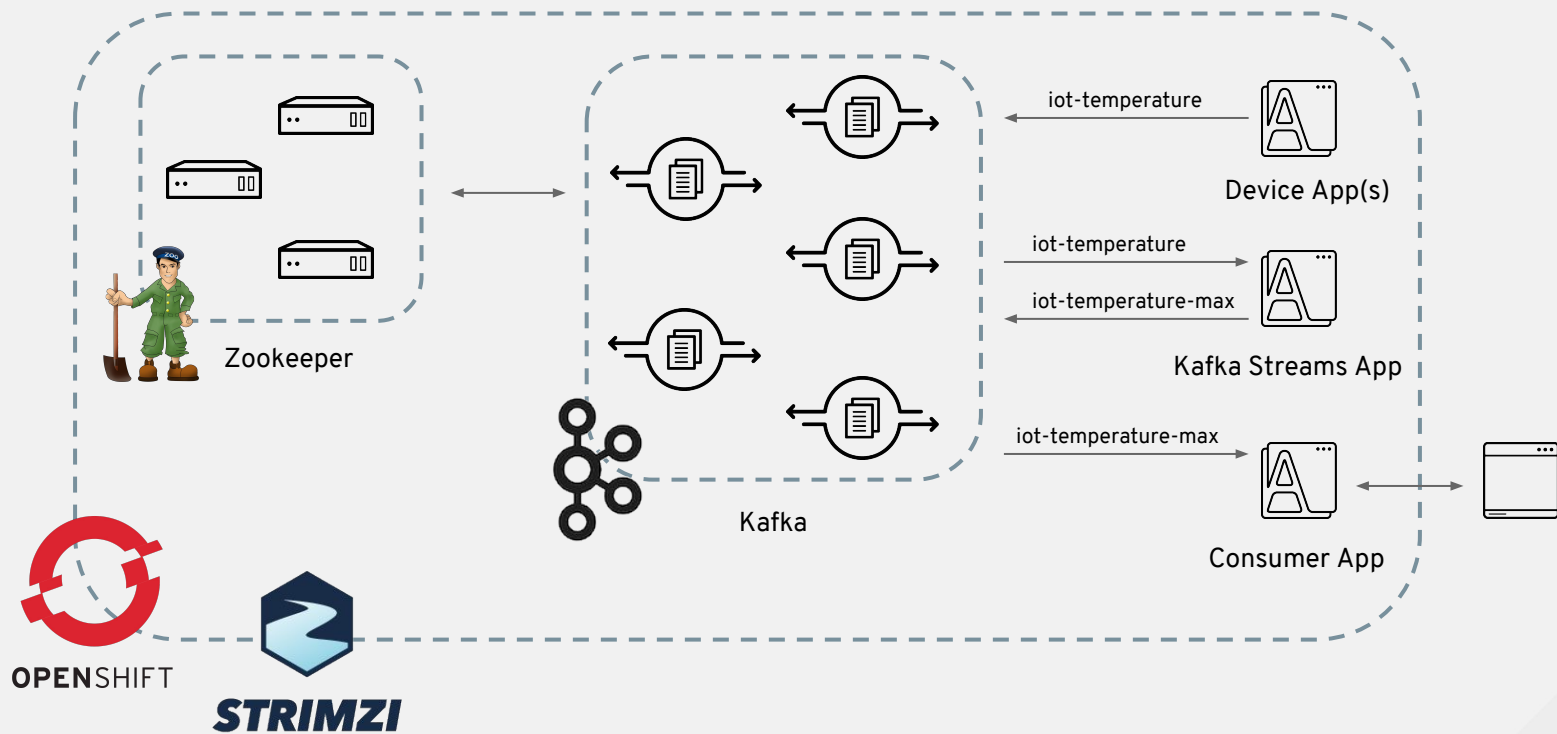 iot-temperature
Device App(s)
ZOO
iot-temperature
iot-temperature-max
Zookeeper
Kafka Streams App
iot-temperature-max
Kafka
Consumer App
OPENSHIFT
STRIMZI